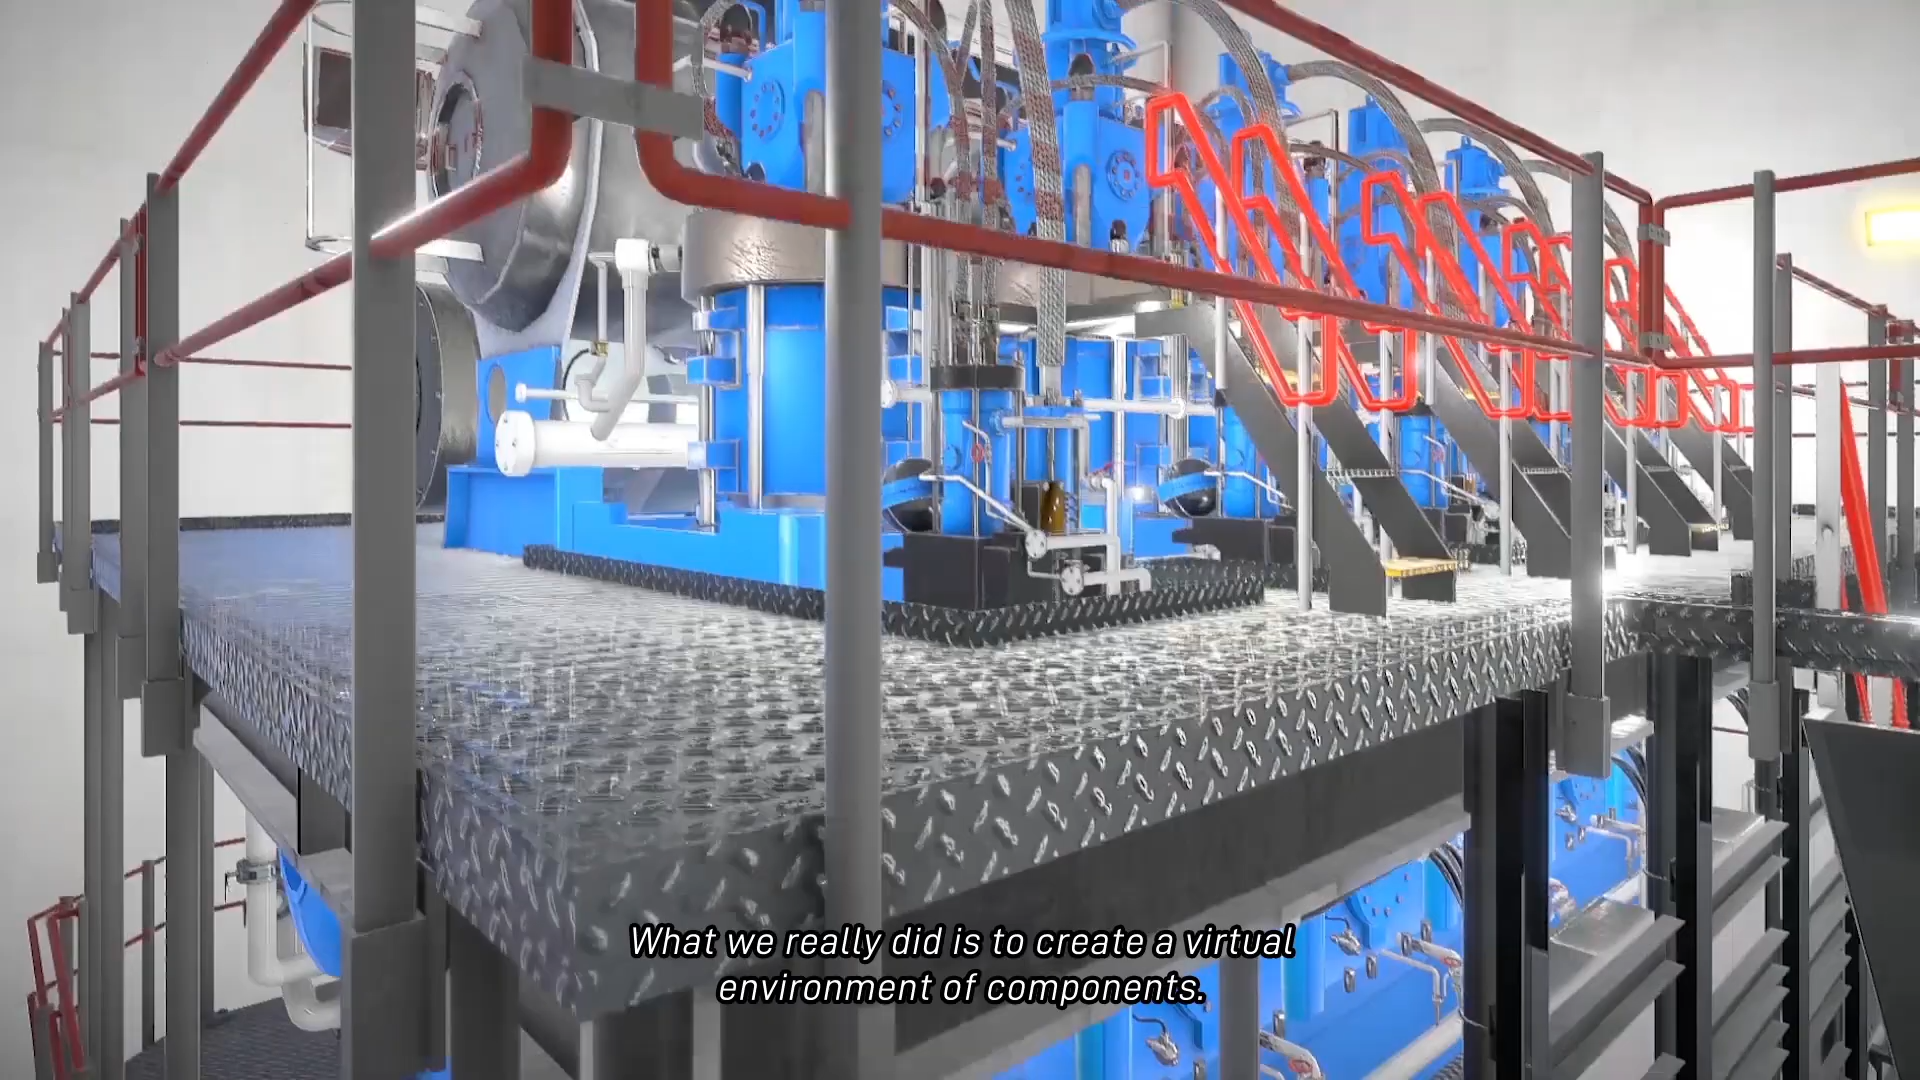 What we really did is to create a virtual
environment of components.